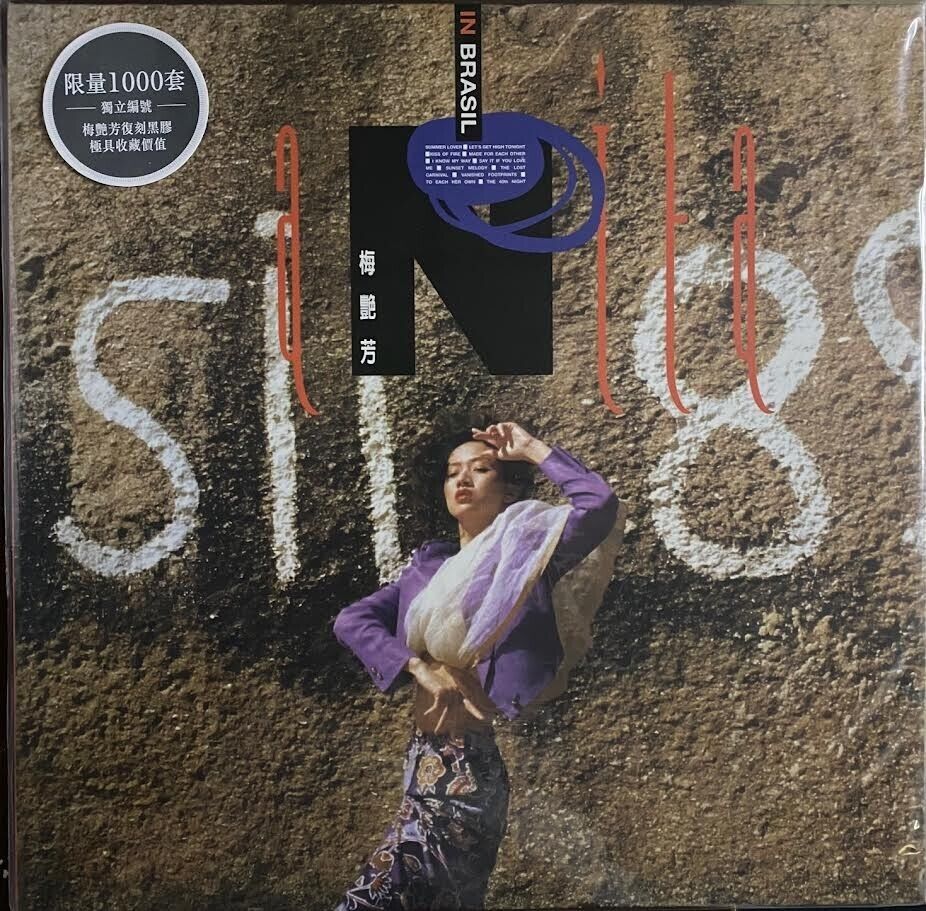 限量1000套
獨立編號
梅艷芳復刻黑膠
極具收藏價值
IN BRASIL
aNita
SUMMER LOVER ■ LET'S GET HIGH TONIGHT
■ KISS OF FIRE ■ MADE FOR EACH OTHER
■ I KNOW MY WAY ■ SAY IT IF YOU LOVE
ME ■ SUNSET MELODY ■ THE LOST
CARNIVAL ■ VANISHED FOOTPRINTS ■
TO EACH HER OWN ■ THE 40th NIGHT
梅艷芳
Sil 8